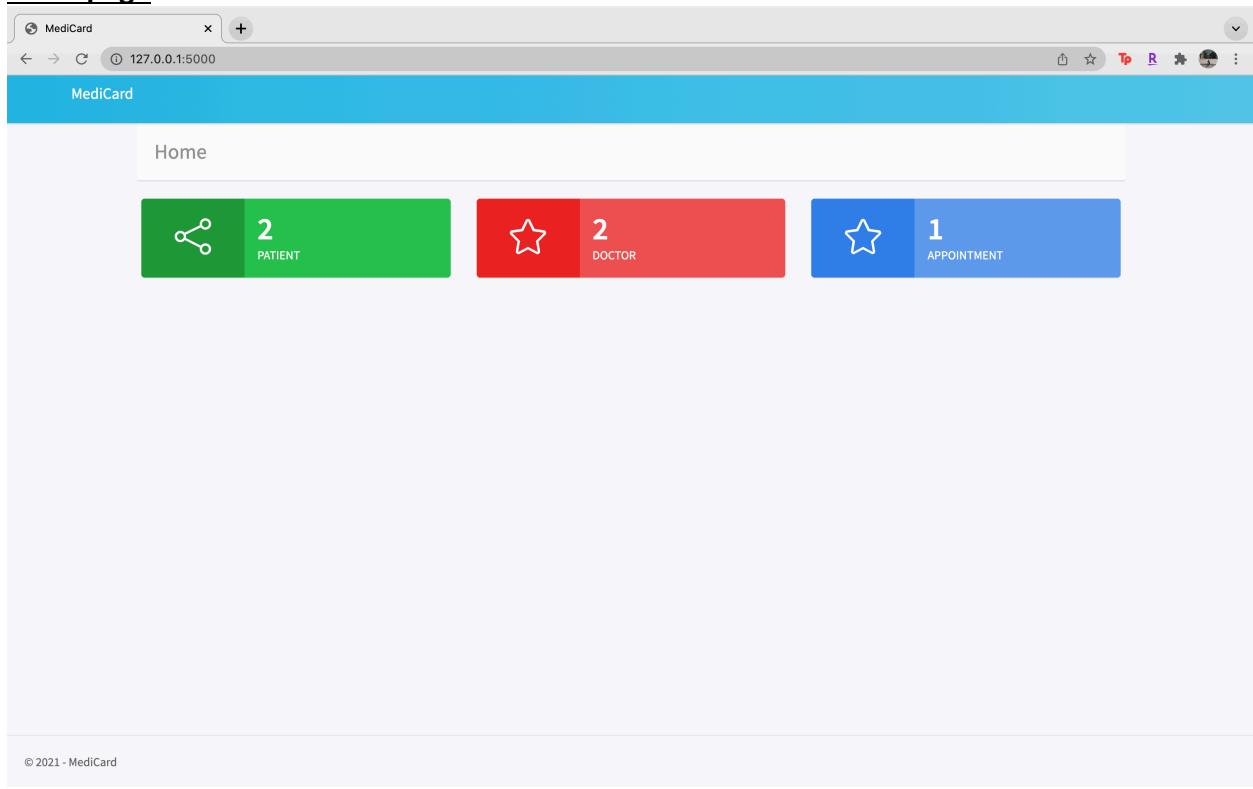 MediCard
127.0.0.1:5000
MediCard
Home
2
PATIENT
2
DOCTOR
1
APPOINTMENT
© 2021 - MediCard